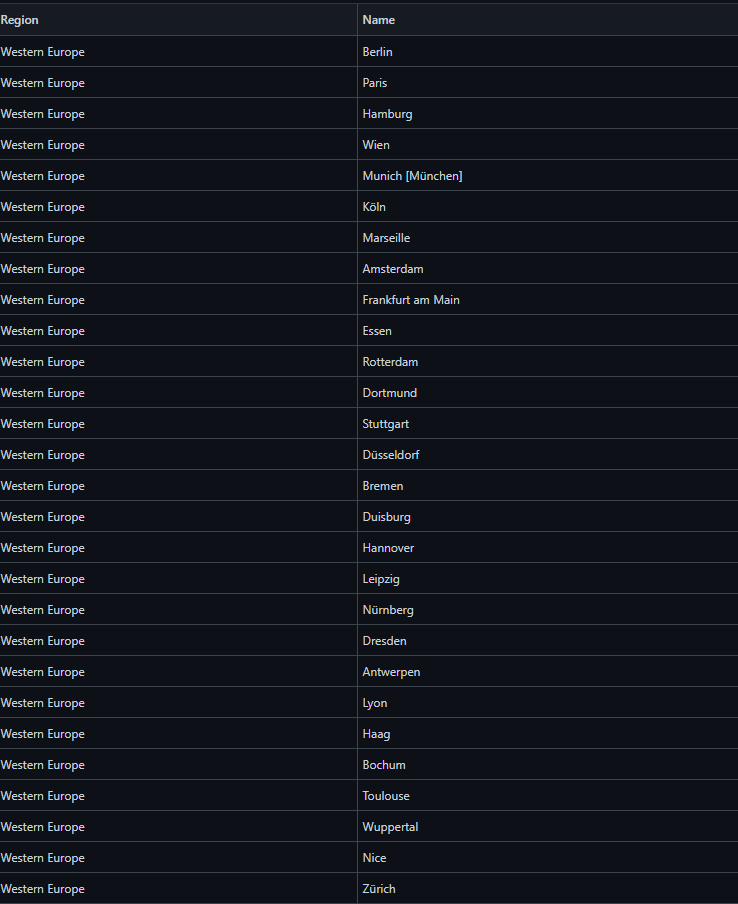 Region Name
Western Europe Berlin
Western Europe Paris
Western Europe Hamburg
Western Europe Wien
Western Europe Munich [München]
Western Europe Köln
Western Europe Marseille
Western Europe Amsterdam
Western Europe Frankfurt am Main
Western Europe Essen
Western Europe Rotterdam
Western Europe Dortmund
Western Europe Stuttgart
Western Europe Düsseldorf
Western Europe Bremen
Western Europe Duisburg
Western Europe Hannover
Western Europe Leipzig
Western Europe Nürnberg
Western Europe Dresden
Western Europe Antwerpen
Western Europe Lyon
Western Europe Haag
Western Europe Bochum
Western Europe Toulouse
Western Europe Wuppertal
Western Europe Nice
Western Europe Zürich